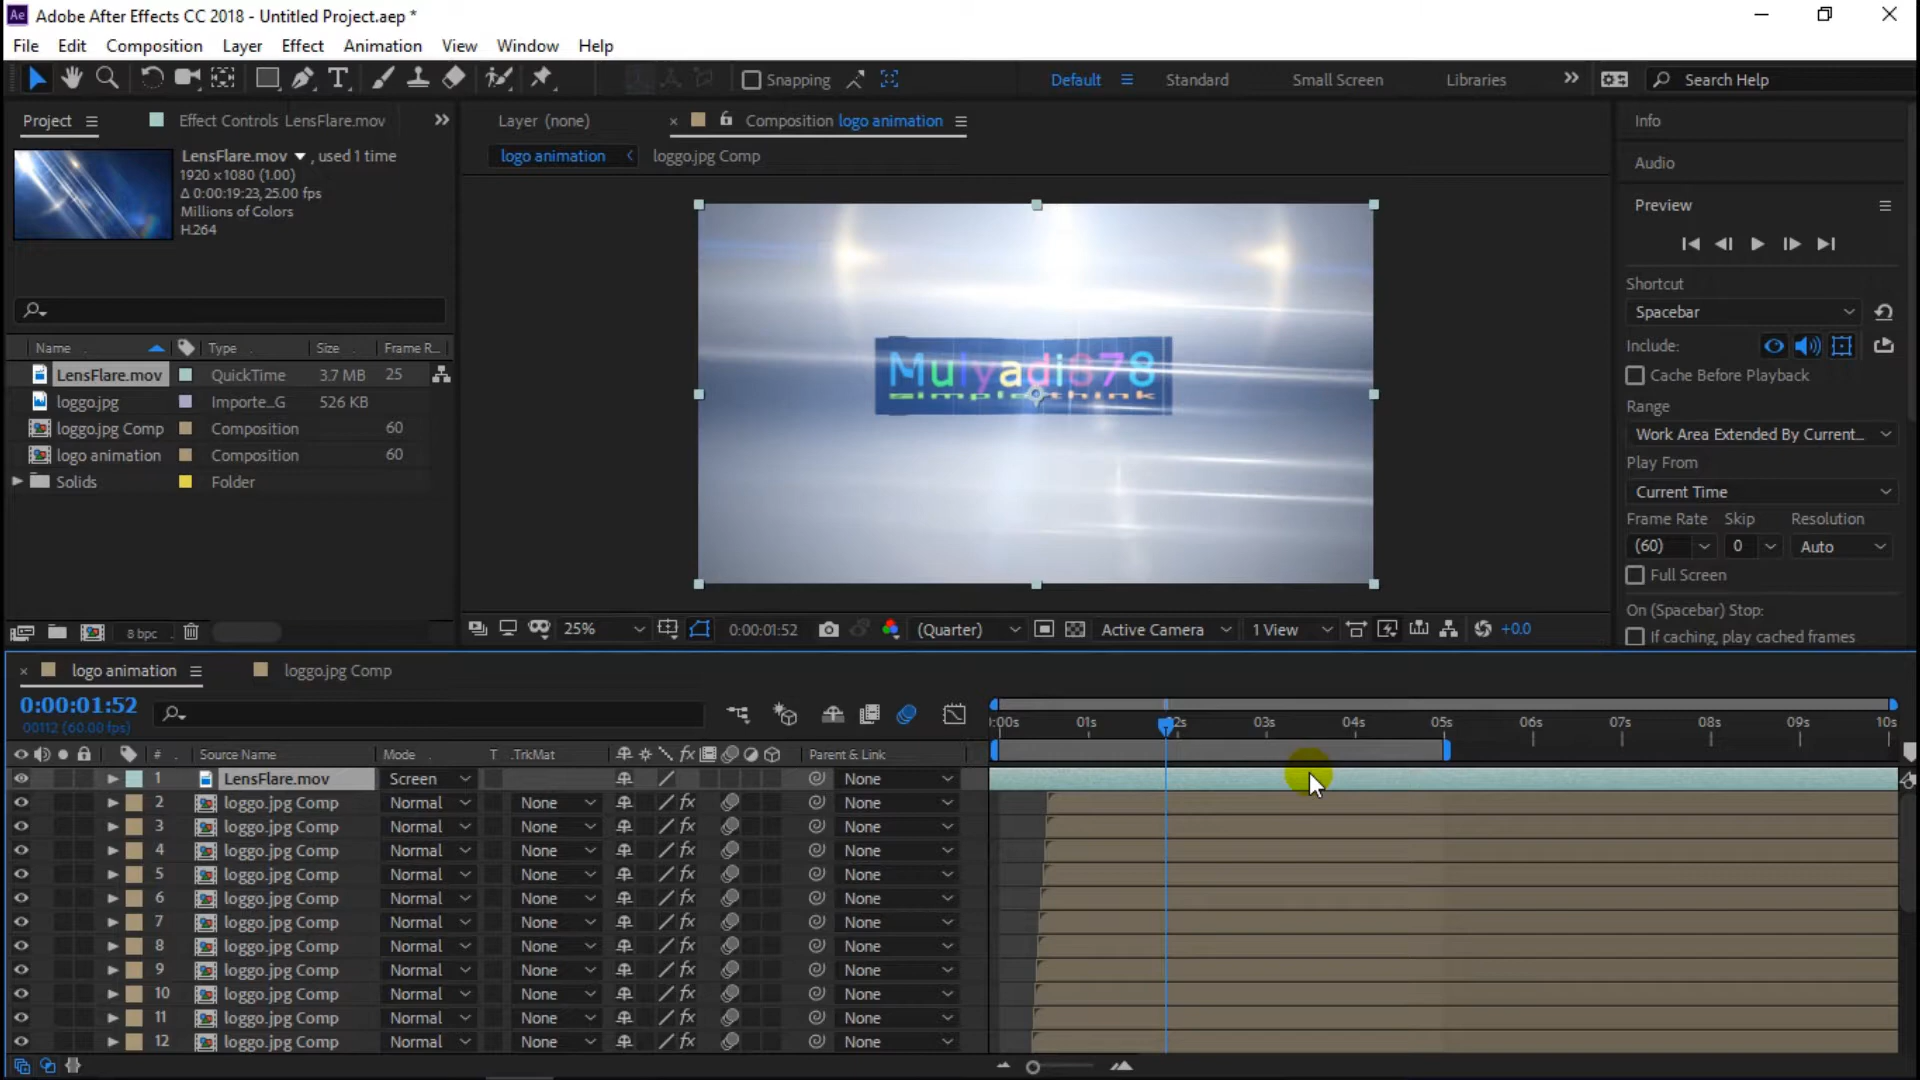 Ae Adobe After Effects CC 2018 - Untitled Project.aep *
File Edit Composition Layer Effect Animation View Window Help
Snapping Default Standard Small Screen Libraries Search Help
Project Effect Controls LensFlare.mov Layer (none) Composition logo animation Info
LensFlare.mov , used 1 time
1920 x 1080 (1.00)
Δ 0:00:19:23, 25.00 fps
Millions of Colors
H.264
logo animation loggo.jpg Comp
Audio
Preview
Mulyadi878
simple think
Shortcut
Spacebar
Include:
Cache Before Playback
Range
Work Area Extended By Current...
Play From
Current Time
Frame Rate Skip Resolution
(60) 0 Auto
Full Screen
On (Spacebar) Stop:
If caching, play cached frames
Name Type Size Frame R...
LensFlare.mov QuickTime 3.7 MB 25
loggo.jpg Importe...G 526 KB
loggo.jpg Comp Composition 60
logo animation Composition 60
Solids Folder
8 bpc
25% 0:00:01:52 (Quarter) Active Camera 1 View +0.0
logo animation loggo.jpg Comp
0:00:01:52
00112 (60.00 fps)
:00s 01s 2s 03s 04s 05s 06s 07s 08s 09s 10s
# Source Name Mode T .TrkMat fx Parent & Link
1 LensFlare.mov Screen None
2 loggo.jpg Comp Normal None fx None
3 loggo.jpg Comp Normal None fx None
4 loggo.jpg Comp Normal None fx None
5 loggo.jpg Comp Normal None fx None
6 loggo.jpg Comp Normal None fx None
7 loggo.jpg Comp Normal None fx None
8 loggo.jpg Comp Normal None fx None
9 loggo.jpg Comp Normal None fx None
10 loggo.jpg Comp Normal None fx None
11 loggo.jpg Comp Normal None fx None
12 loggo.jpg Comp Normal None fx None